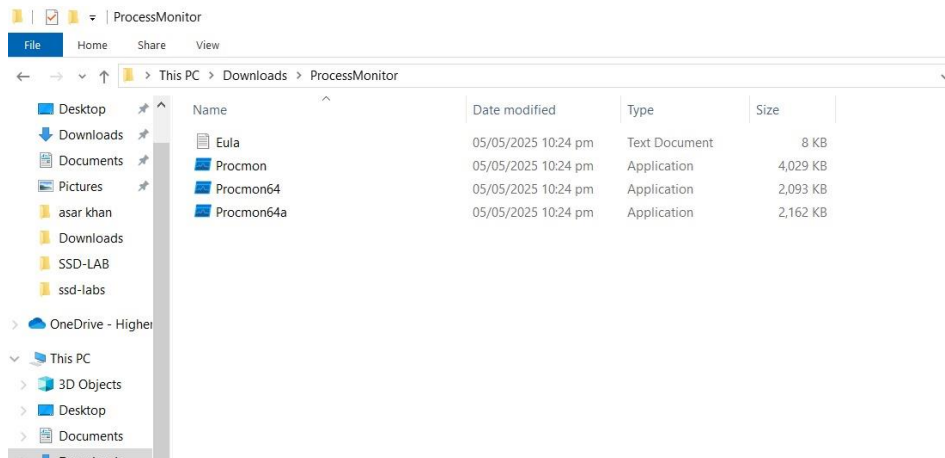 ProcessMonitor
File Home Share View
This PC > Downloads > ProcessMonitor
Desktop
Downloads
Documents
Pictures
asar khan
Downloads
SSD-LAB
ssd-labs
OneDrive - Higher
This PC
3D Objects
Desktop
Documents
Name Date modified Type Size
Eula 05/05/2025 10:24 pm Text Document 8 KB
Procmon 05/05/2025 10:24 pm Application 4,029 KB
Procmon64 05/05/2025 10:24 pm Application 2,093 KB
Procmon64a 05/05/2025 10:24 pm Application 2,162 KB